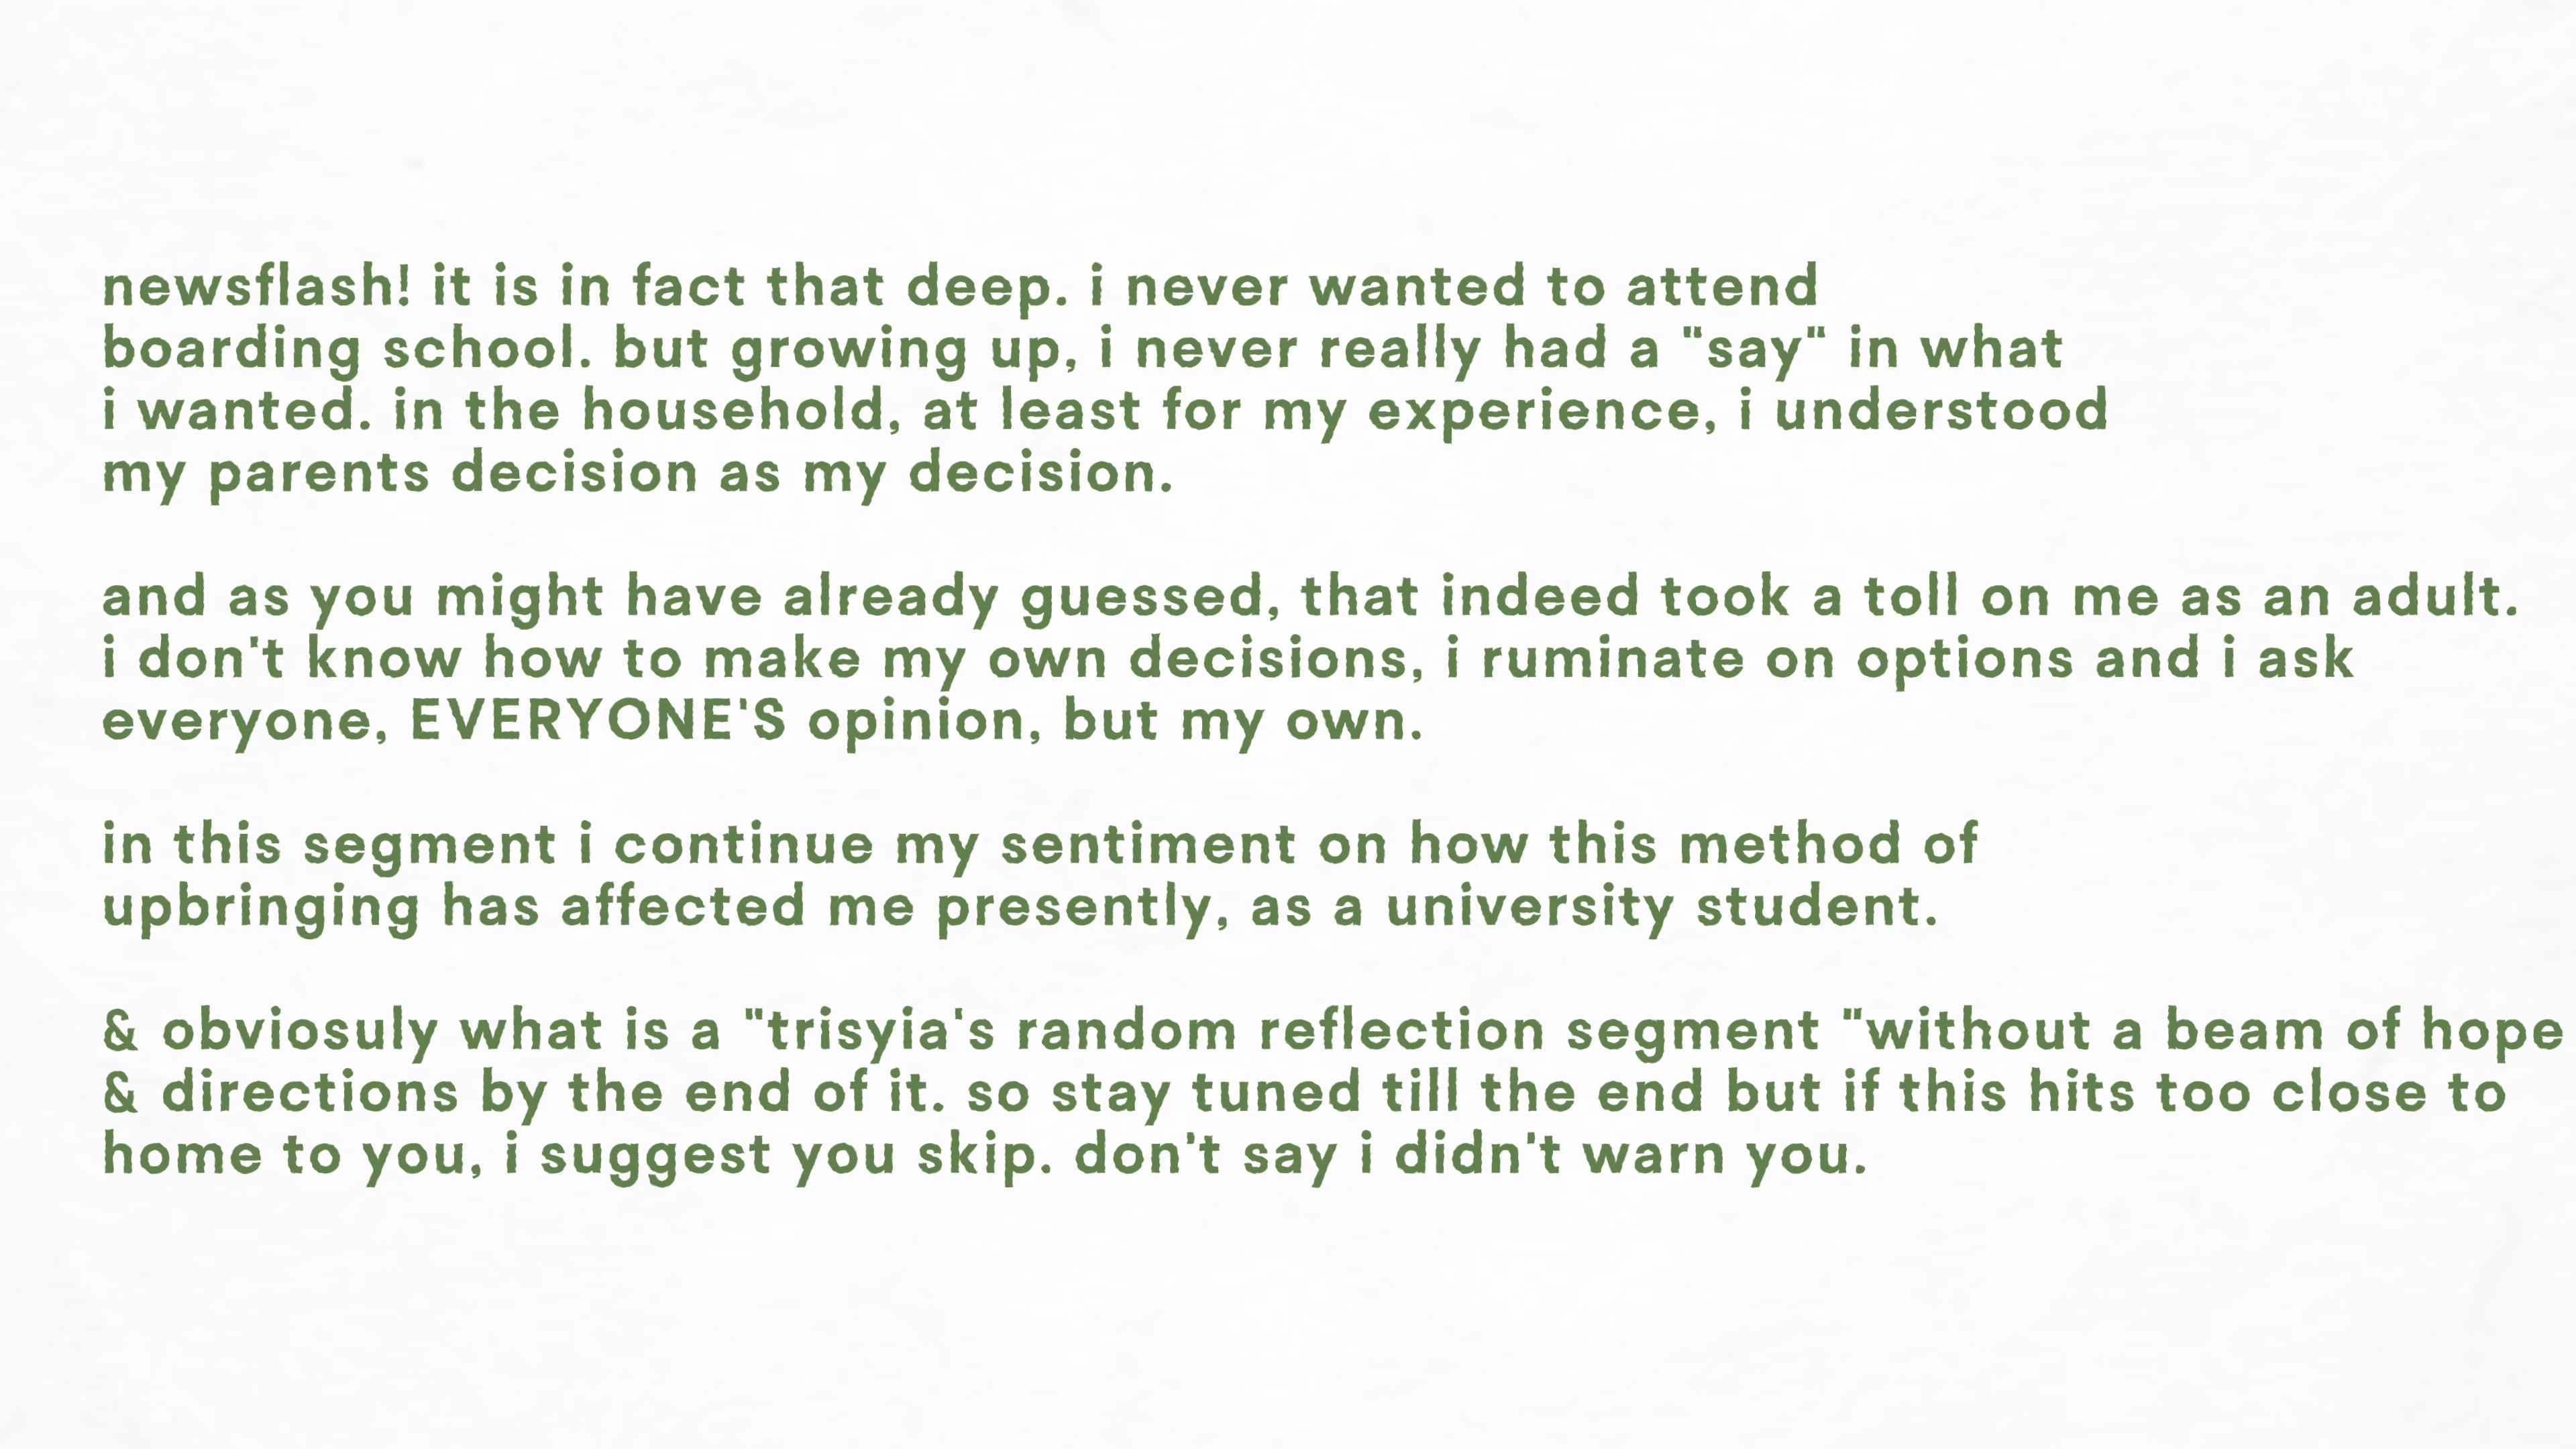 newsflash! it is in fact that deep. i never wanted to attend
boarding school. but growing up, i never really had a "say" in what
i wanted. in the household, at least for my experience, i understood
my parents decision as my decision.
and as you might have already guessed, that indeed took a toll on me as an adult.
i don't know how to make my own decisions, i ruminate on options and i ask
everyone, EVERYONE'S opinion, but my own.
in this segment i continue my sentiment on how this method of
upbringing has affected me presently, as a university student.
& obviosuly what is a "trisyia's random reflection segment "without a beam of hope
& directions by the end of it. so stay tuned till the end but if this hits too close to
home to you, i suggest you skip. don't say i didn't warn you.